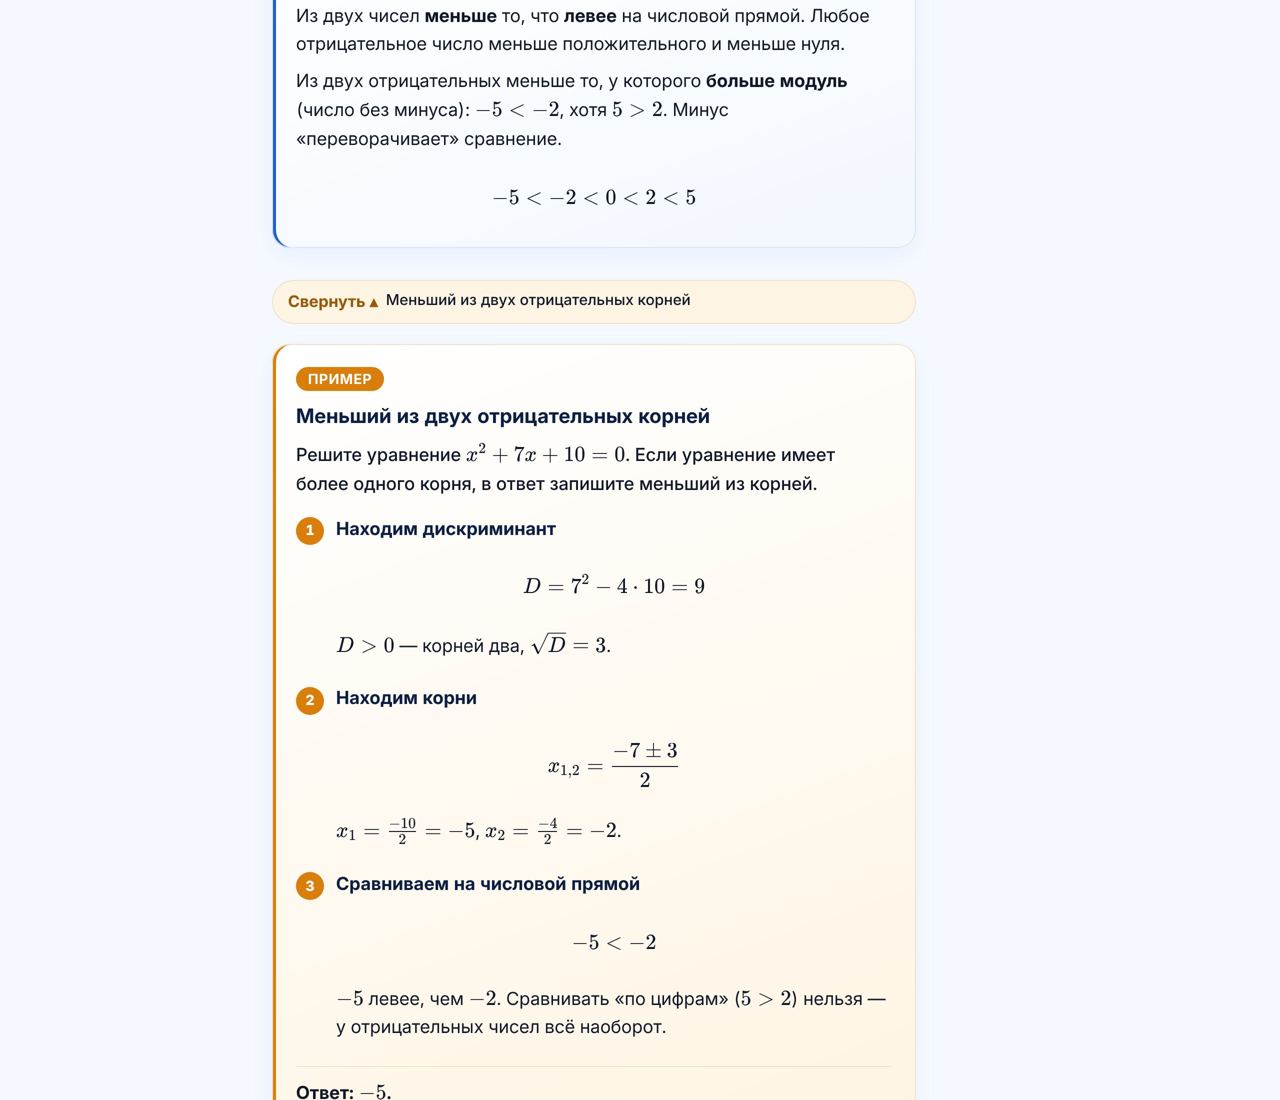 Из двух чисел меньше то, что левее на числовой прямой. Любое
отрицательное число меньше положительного и меньше нуля.
Из двух отрицательных меньше то, у которого больше модуль
(число без минуса): −5 < −2, хотя 5 > 2. Минус
«переворачивает» сравнение.
−5 < −2 < 0 < 2 < 5
Свернуть ▴ Меньший из двух отрицательных корней
ПРИМЕР
Меньший из двух отрицательных корней
Решите уравнение x² + 7x + 10 = 0. Если уравнение имеет
более одного корня, в ответ запишите меньший из корней.
1 Находим дискриминант
D = 7² − 4 · 10 = 9
D > 0 — корней два, √D = 3.
2 Находим корни
x₁,₂ = (−7 ± 3)/2
x₁ = −10/2 = −5, x₂ = −4/2 = −2.
3 Сравниваем на числовой прямой
−5 < −2
−5 левее, чем −2. Сравнивать «по цифрам» (5 > 2) нельзя —
у отрицательных чисел всё наоборот.
Ответ: −5.